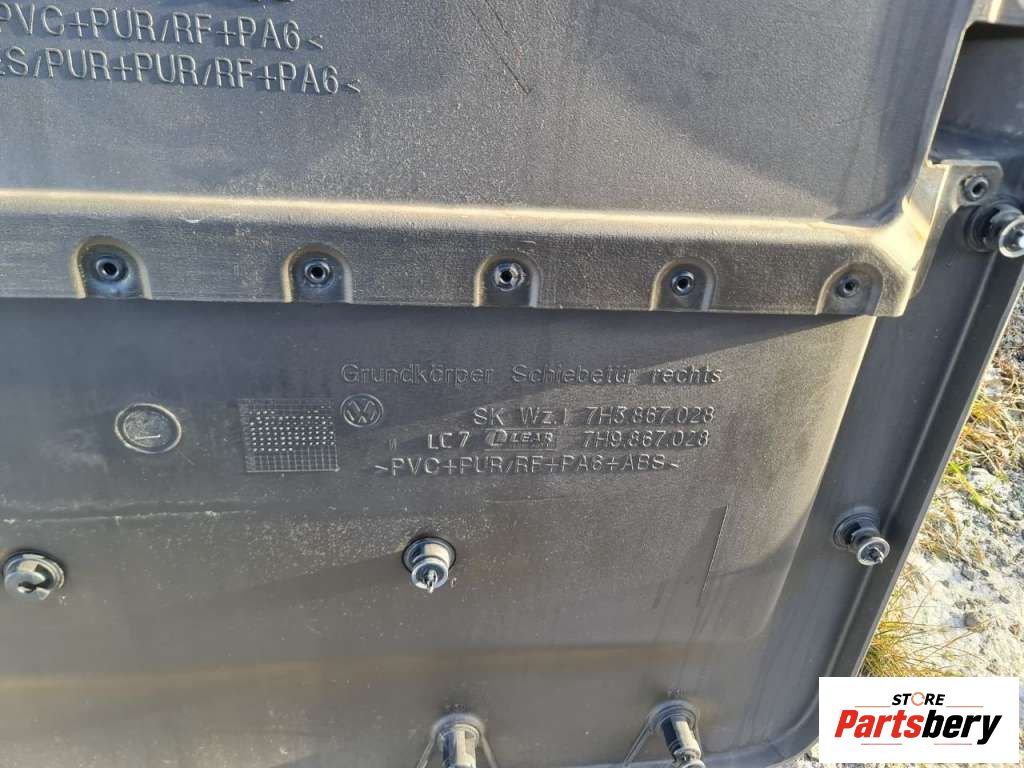 PVC+PUR/RF+PA6<
/PUR+PUR/RF+PA6<
Grundkörper Schiebetür rechts
SK Wz.1 7H5.867.028
LC7 LEAR 7H9.867.028
>PVC+PUR/RF+PA6+ABS<
STORE
Partsbery